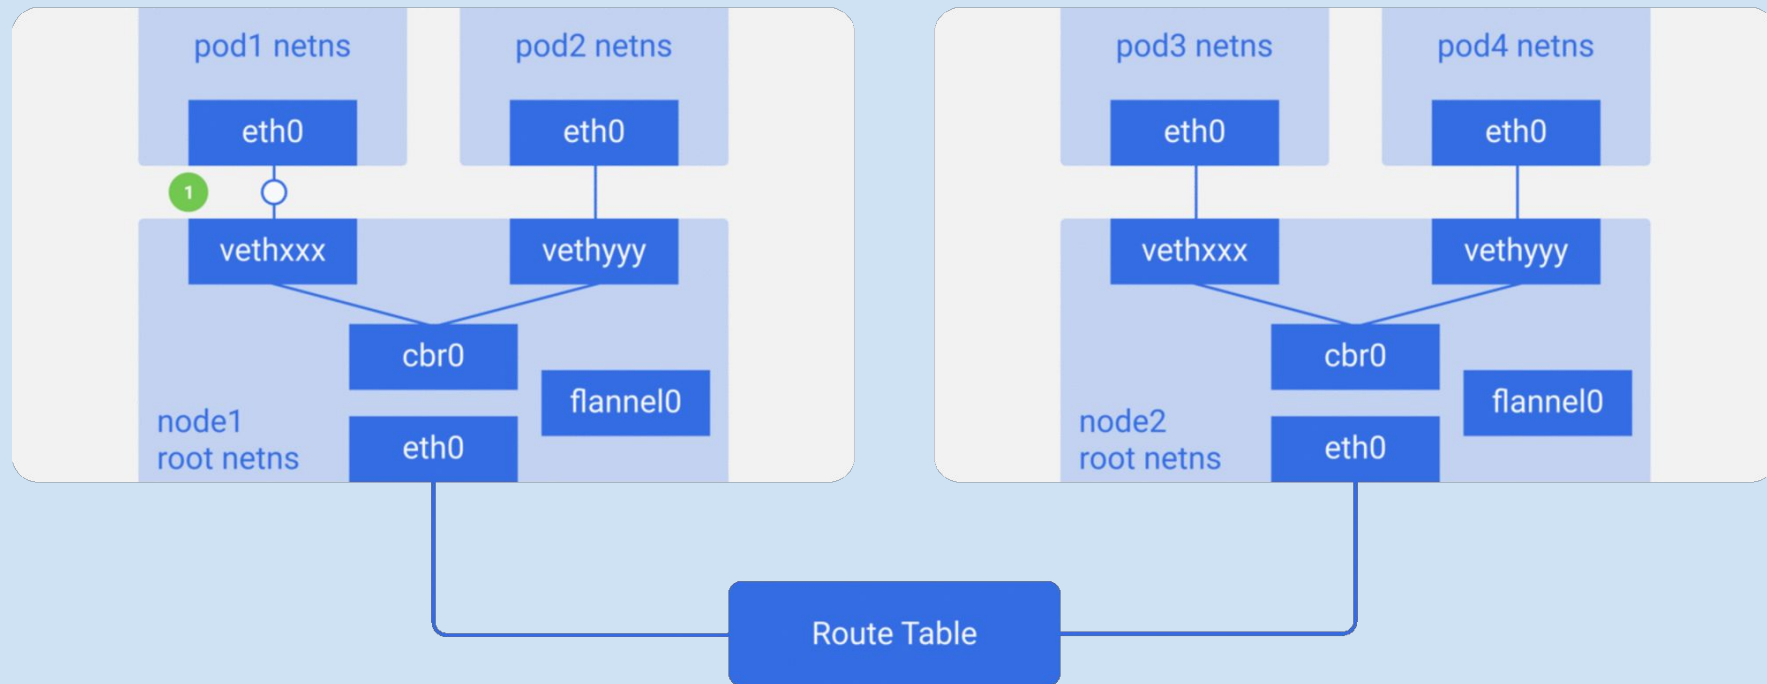 pod1 netns
pod2 netns
pod3 netns
pod4 netns
eth0
eth0
eth0
eth0
1
vethxxx
vethyyy
vethxxx
vethyyy
cbr0
cbr0
flannel0
flannel0
node1
root netns
eth0
node2
root netns
eth0
Route Table